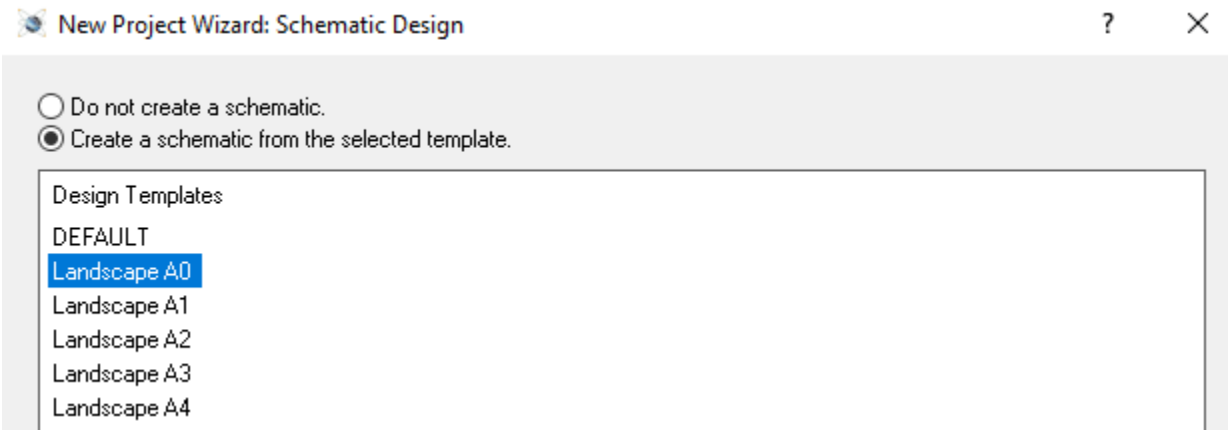 New Project Wizard: Schematic Design ?
Do not create a schematic.
Create a schematic from the selected template.
Design Templates
DEFAULT
Landscape A0
Landscape A1
Landscape A2
Landscape A3
Landscape A4